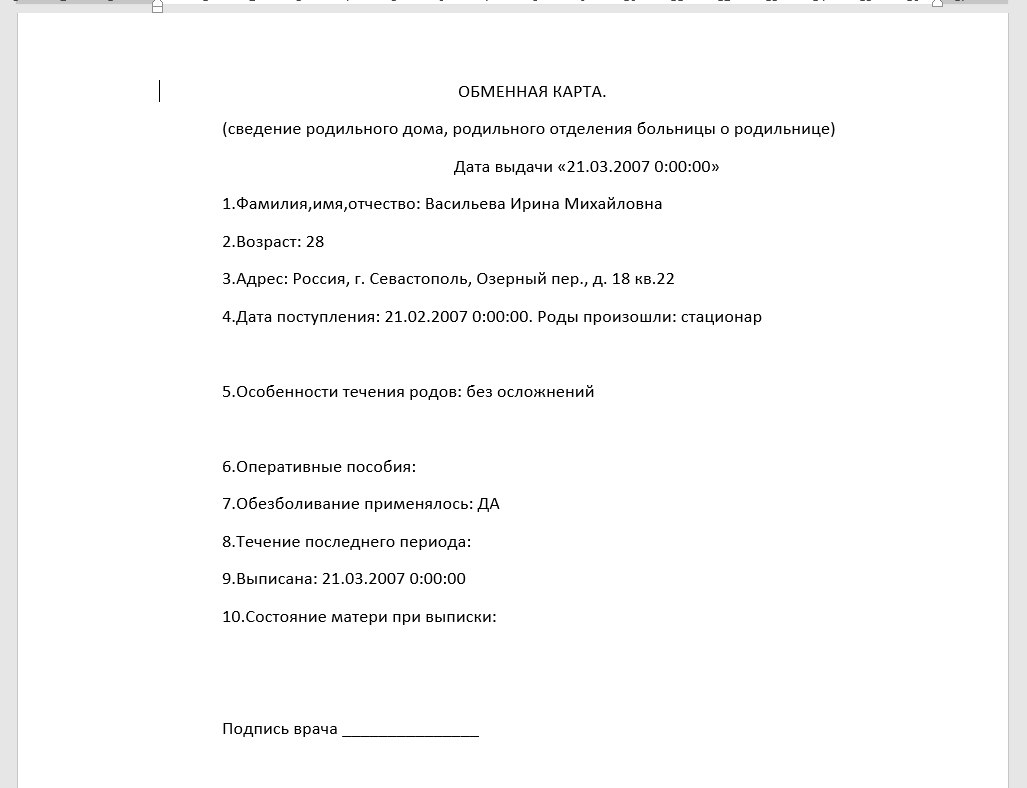 ОБМЕННАЯ КАРТА.
(сведение родильного дома, родильного отделения больницы о родильнице)
Дата выдачи «21.03.2007 0:00:00»
1.Фамилия,имя,отчество: Васильева Ирина Михайловна
2.Возраст: 28
3.Адрес: Россия, г. Севастополь, Озерный пер., д. 18 кв.22
4.Дата поступления: 21.02.2007 0:00:00. Роды произошли: стационар
5.Особенности течения родов: без осложнений
6.Оперативные пособия:
7.Обезболивание применялось: ДА
8.Течение последнего периода:
9.Выписана: 21.03.2007 0:00:00
10.Состояние матери при выписки:
Подпись врача _______________